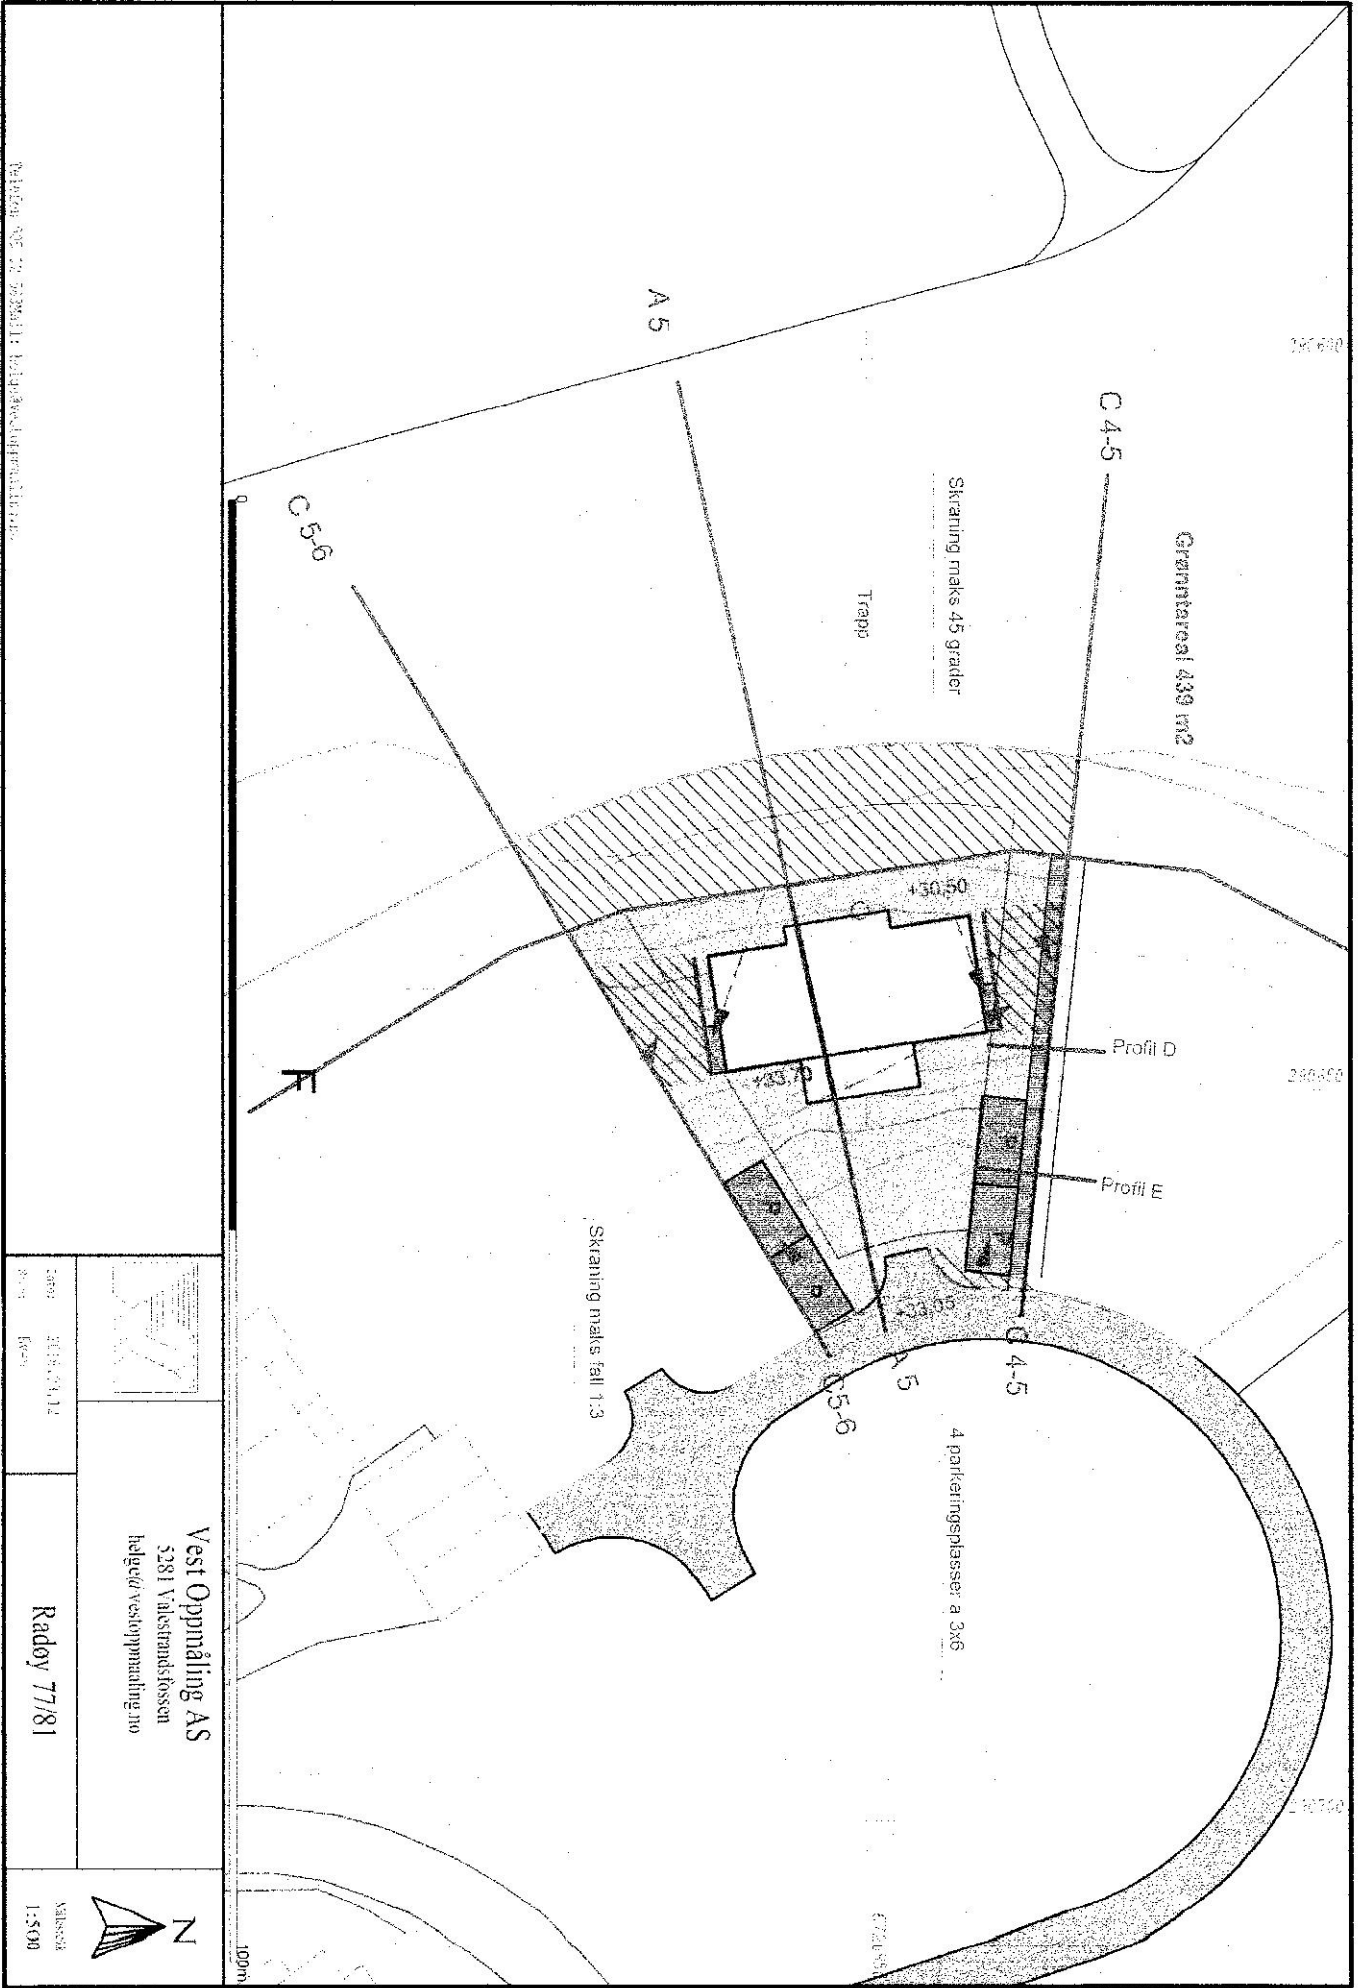 Grøntareal 439 m2
C 4-5
Skråning maks 45 grader
Trapp
A 5
C 5-6
+30,50
Profil D
+33,70
P
Profil E
P
P
P
+33,05
C 4-5
A 5
C5-6
Skråning maks fall 1:3
4 parkeringsplasser a 3x6
F
0
100m
Vest Oppmåling AS
5281 Valestrandsfossen
Radøy 77/81
N
1:500